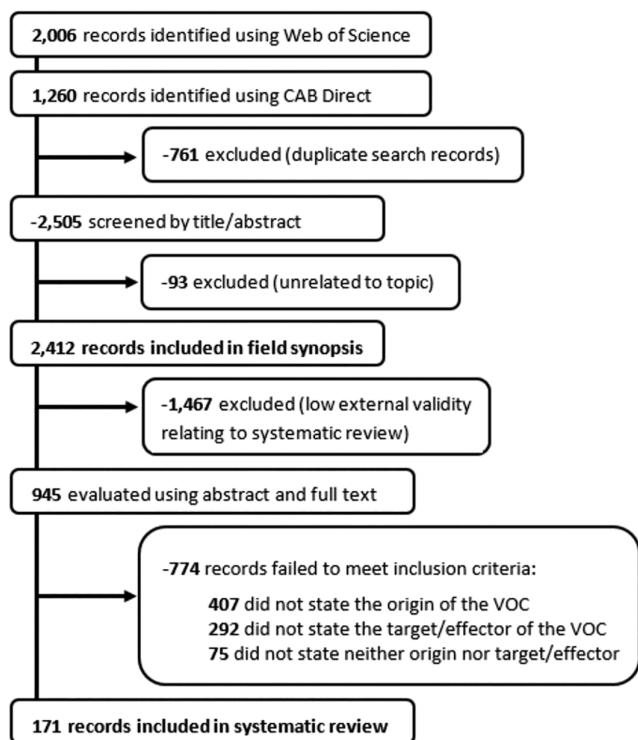 2,006 records identified using Web of Science
1,260 records identified using CAB Direct
-761 excluded (duplicate search records)
-2,505 screened by title/abstract
-93 excluded (unrelated to topic)
2,412 records included in field synopsis
-1,467 excluded (low external validity
relating to systematic review)
945 evaluated using abstract and full text
-774 records failed to meet inclusion criteria:
407 did not state the origin of the VOC
292 did not state the target/effector of the VOC
75 did not state neither origin nor target/effector
171 records included in systematic review